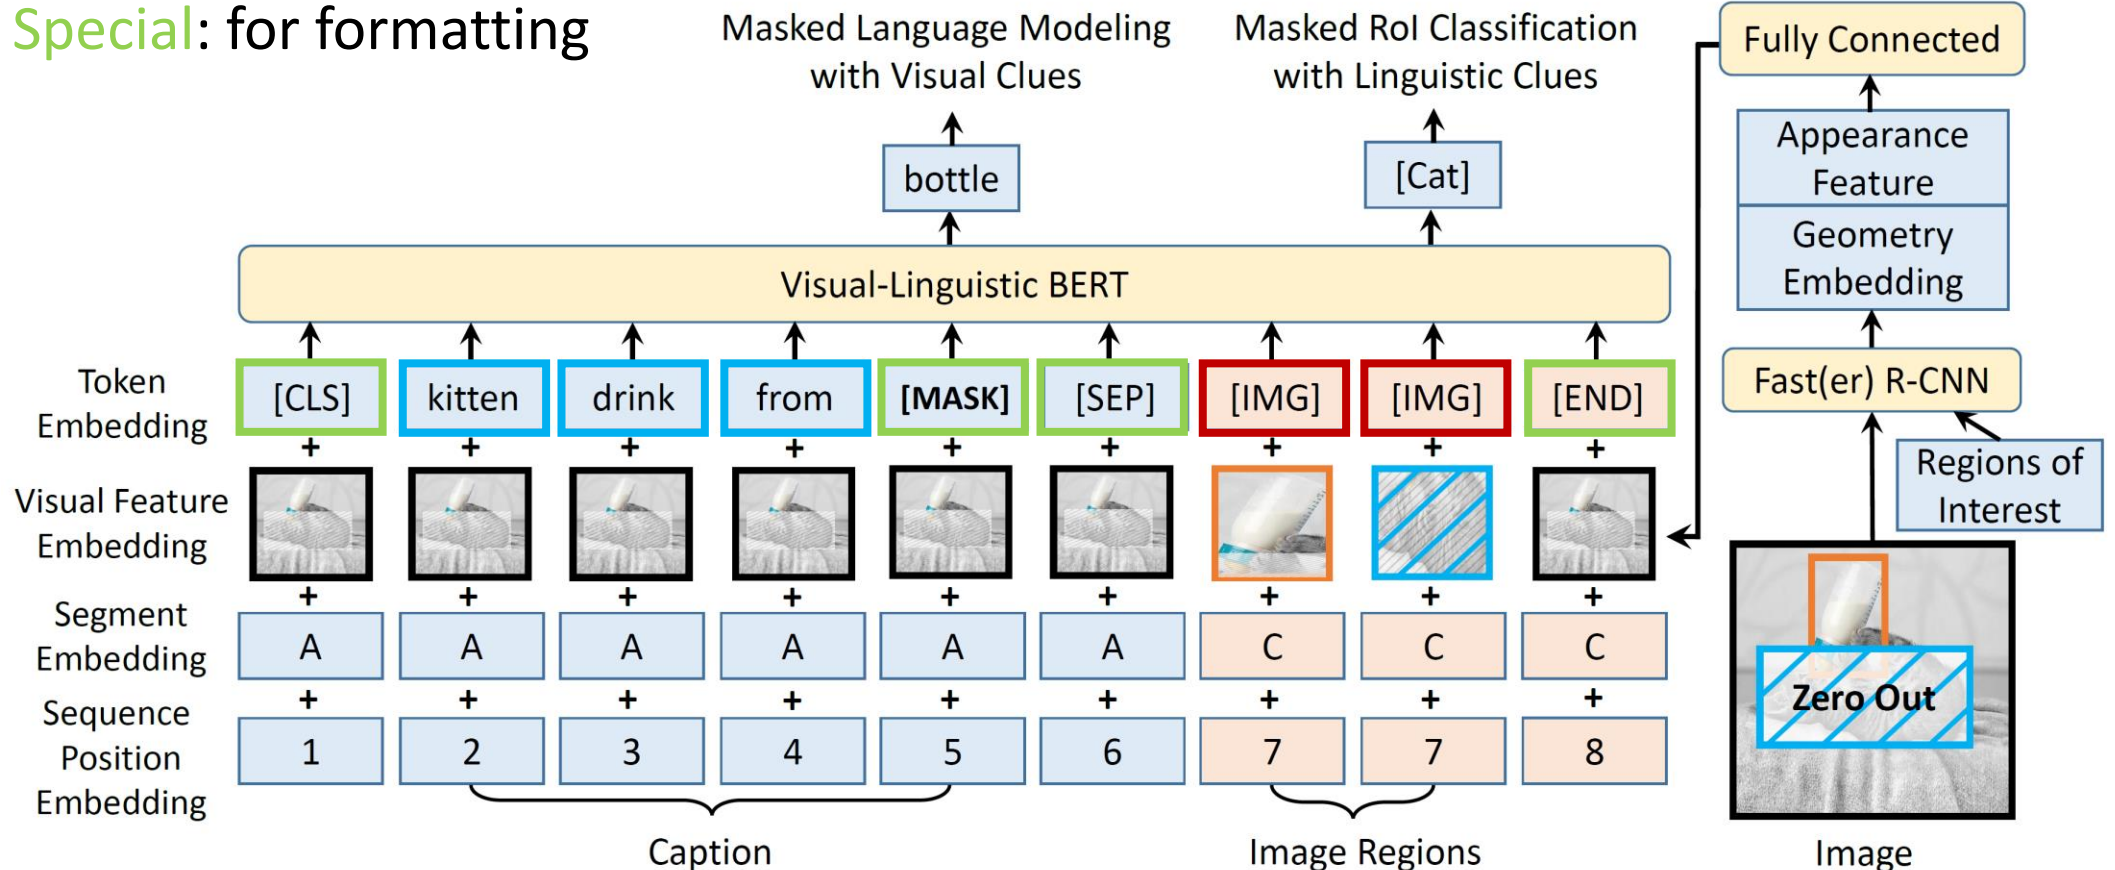 Special: for formatting
Masked Language Modeling
with Visual Clues
Masked RoI Classification
with Linguistic Clues
Fully Connected
Appearance
Feature
Geometry
Embedding
bottle
[Cat]
Visual-Linguistic BERT
Fast(er) R-CNN
Regions of
Interest
Token
Embedding
[CLS] kitten drink from [MASK] [SEP] [IMG] [IMG] [END]
+ + + + + + + + +
Visual Feature
Embedding
+ + + + + + + + +
Segment
Embedding
A A A A A A C C C
+ + + + + + + + +
Sequence
Position
Embedding
1 2 3 4 5 6 7 7 8
Zero Out
Caption
Image Regions
Image